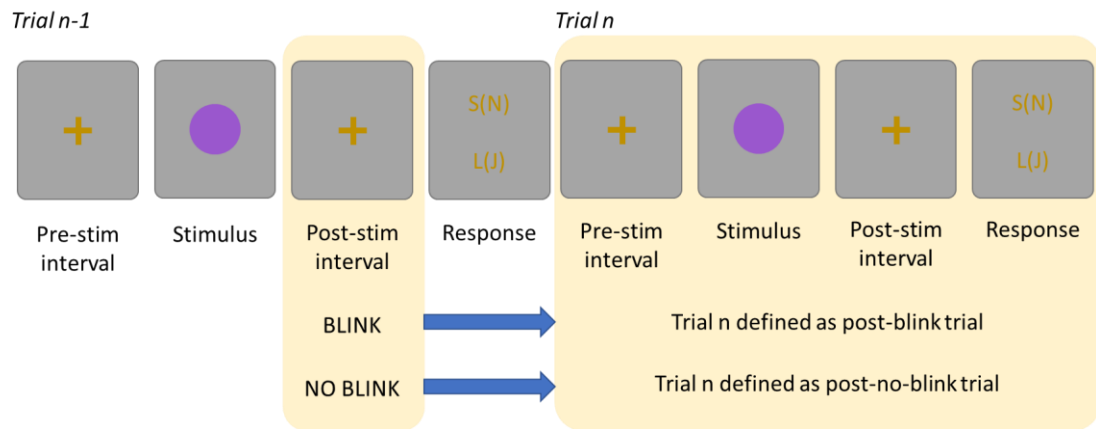 Trial n-1
Trial n
S(N)
L(J)
S(N)
L(J)
Pre-stim
interval
Stimulus
Post-stim
interval
Response
Pre-stim
interval
Stimulus
Post-stim
interval
Response
BLINK
Trial n defined as post-blink trial
NO BLINK
Trial n defined as post-no-blink trial